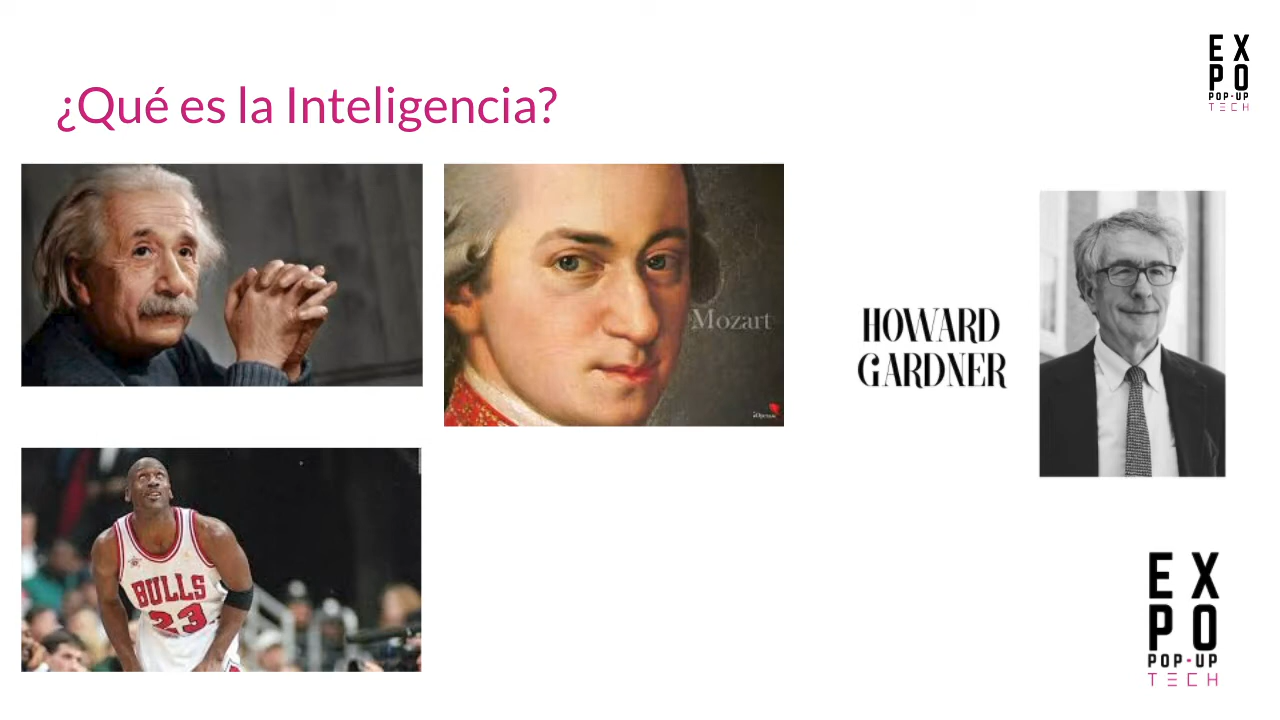 ¿Qué es la Inteligencia?
EX
PO
POP-UP
TECH
Mozart
HOWARD
GARDNER
BULLS
23
EX
PO
POP-UP
TECH